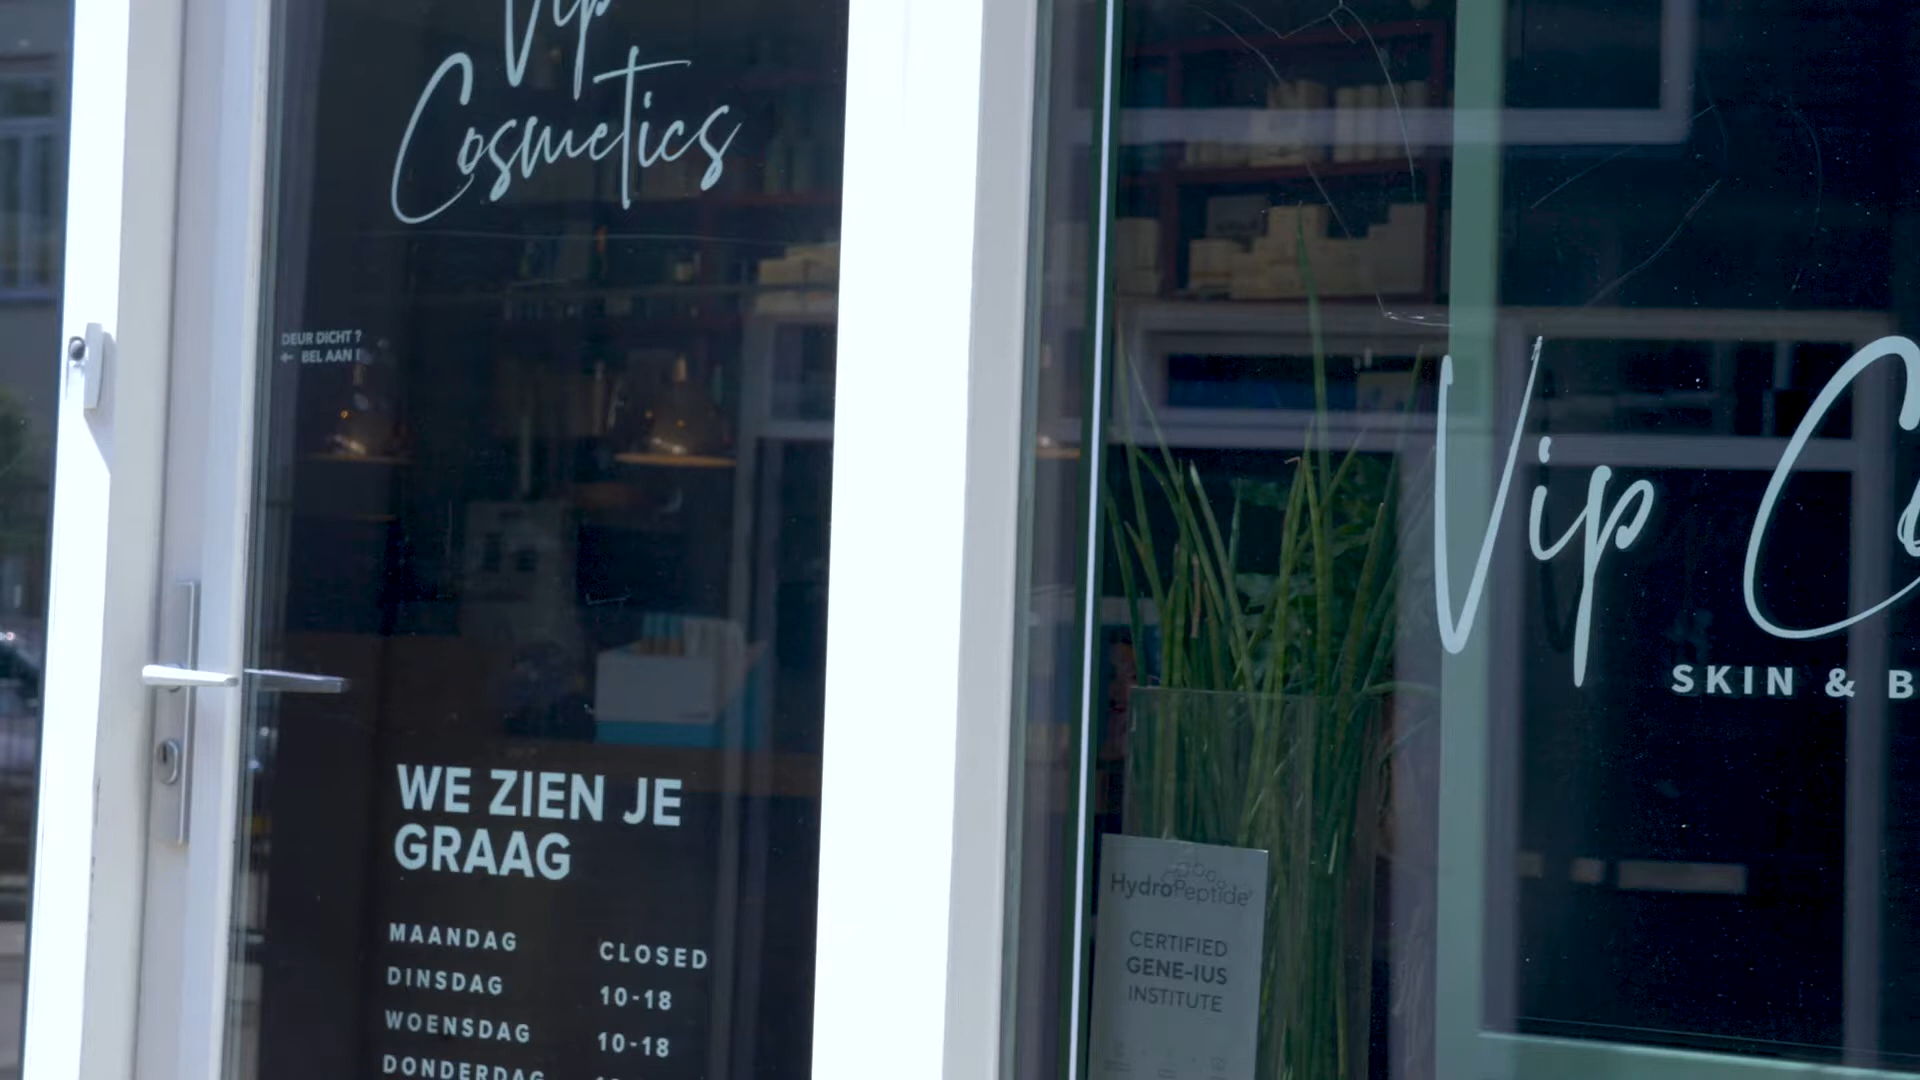 Vip
Cosmetics
DEUR DICHT ?
← BEL AAN !
WE ZIEN JE
GRAAG
MAANDAG CLOSED
DINSDAG 10-18
WOENSDAG 10-18
DONDERDAG
Vip Co
SKIN & B
HydroPeptide
CERTIFIED
GENE-IUS
INSTITUTE